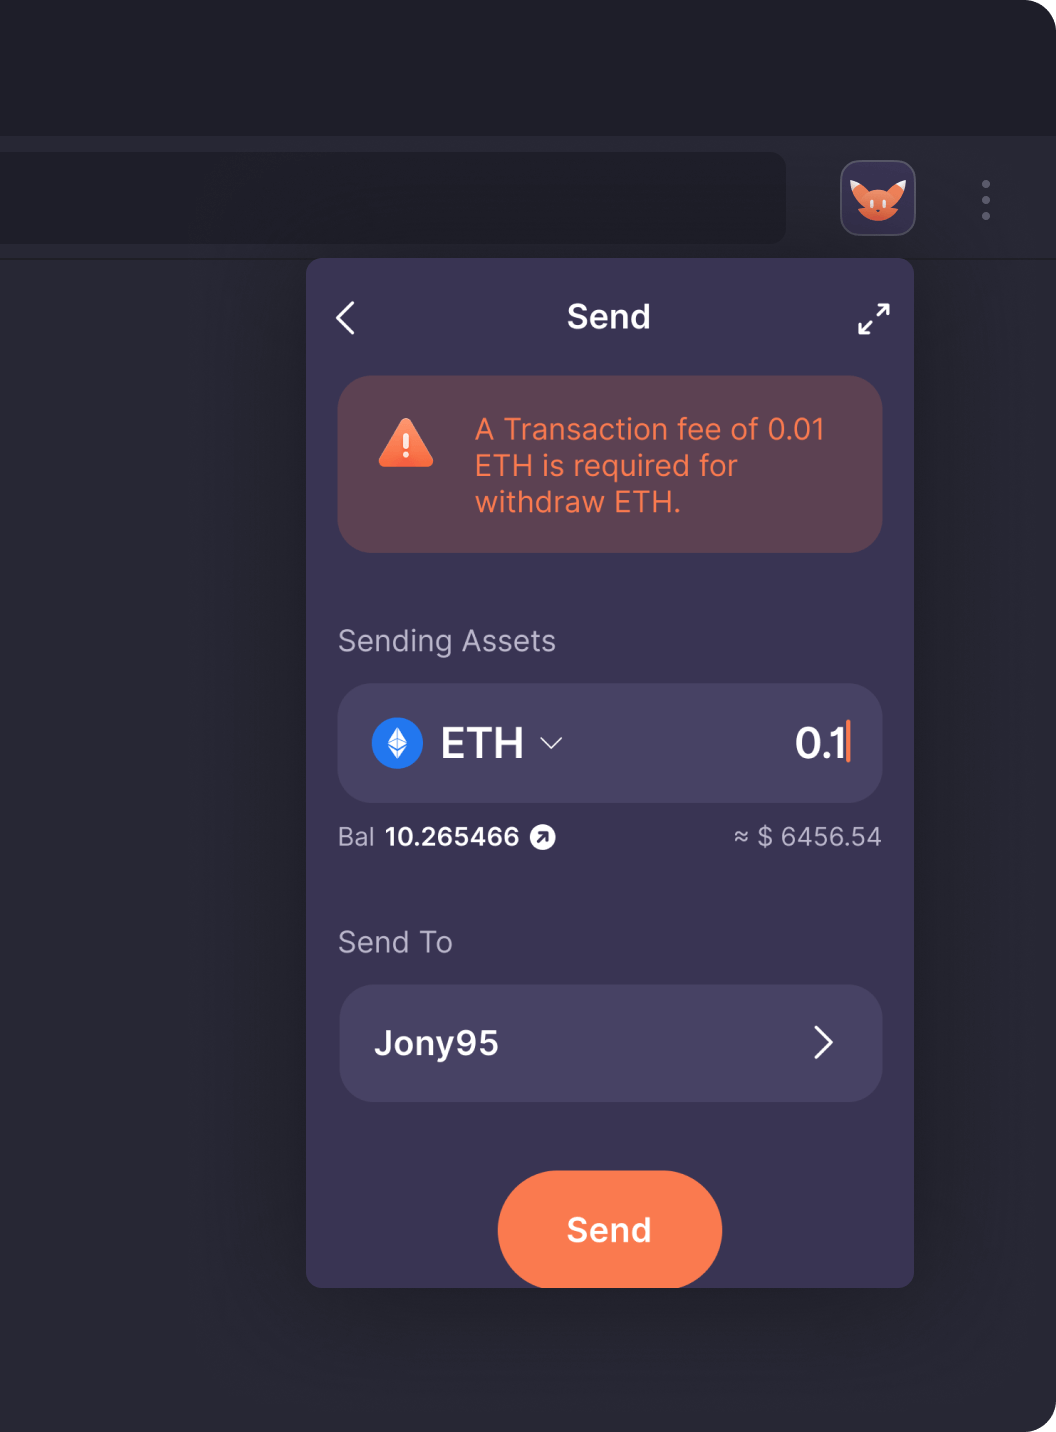 Send
A Transaction fee of 0.01
ETH is required for
withdraw ETH.
Sending Assets
ETH 0.1
Bal 10.265466 ≈ $ 6456.54
Send To
Jony95
Send